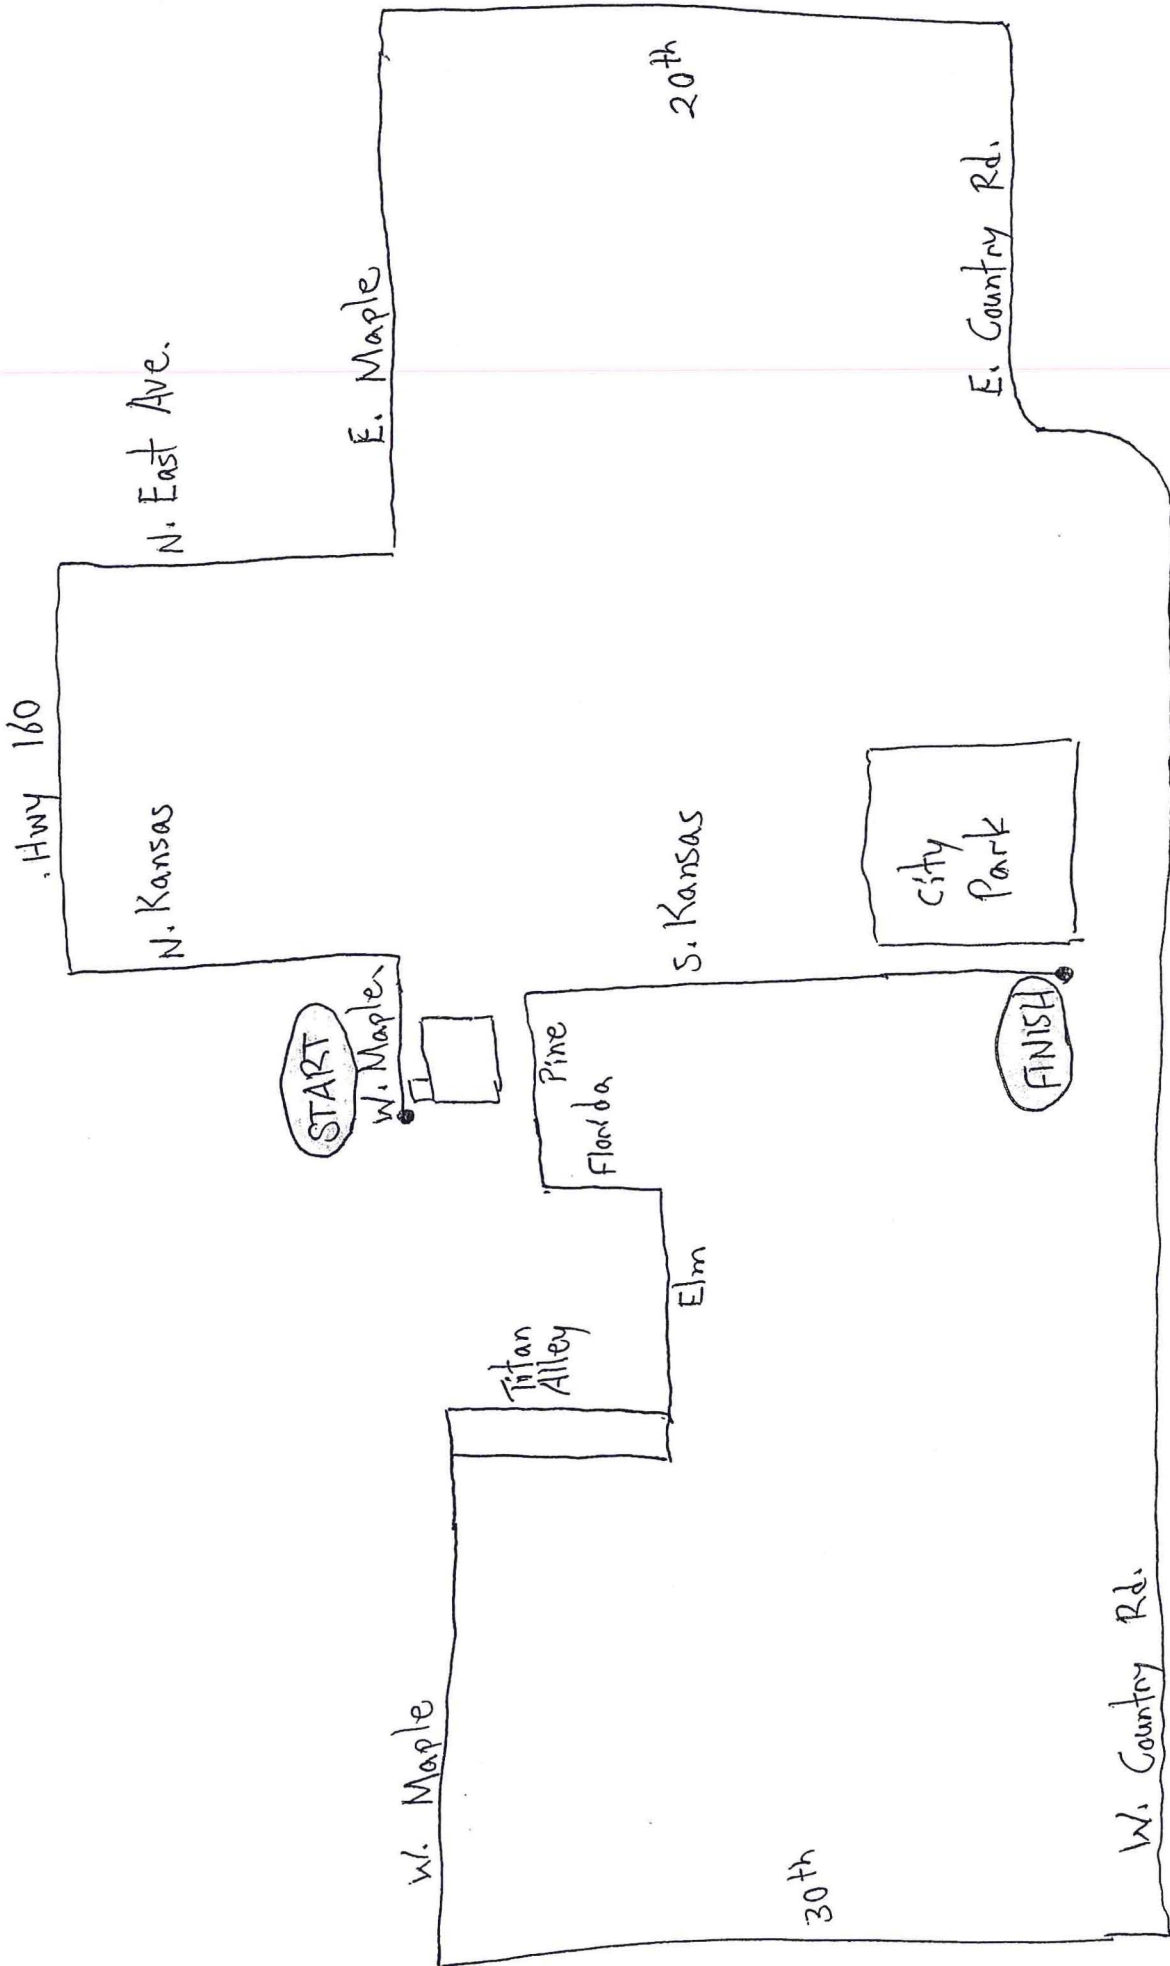 Hwy 160
N. Kansas
N. East Ave.
START
W. Maple
E. Maple
20th
W. Maple
Titan
Alley
Pine
Florida
Elm
S. Kansas
City
Park
FINISH
E. Country Rd.
30th
W. Country Rd.